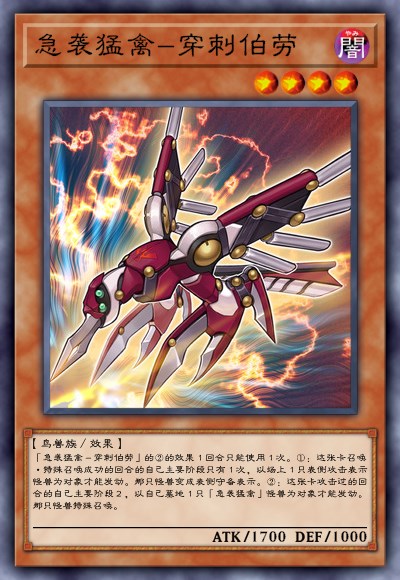 急袭猛禽–穿刺伯劳
闇
やみ
【鸟兽族／效果】
「急袭猛禽–穿刺伯劳」的②的效果１回合只能使用１次。①：这张卡召唤
·特殊召唤成功的回合的自己主要阶段只有１次，以场上１只表侧攻击表示
怪兽为对象才能发动。那只怪兽变成表侧守备表示。②：这张卡攻击过的回
合的自己主要阶段２，以自己墓地１只「急袭猛禽」怪兽为对象才能发动。
那只怪兽特殊召唤。
ATK/1700 DEF/1000